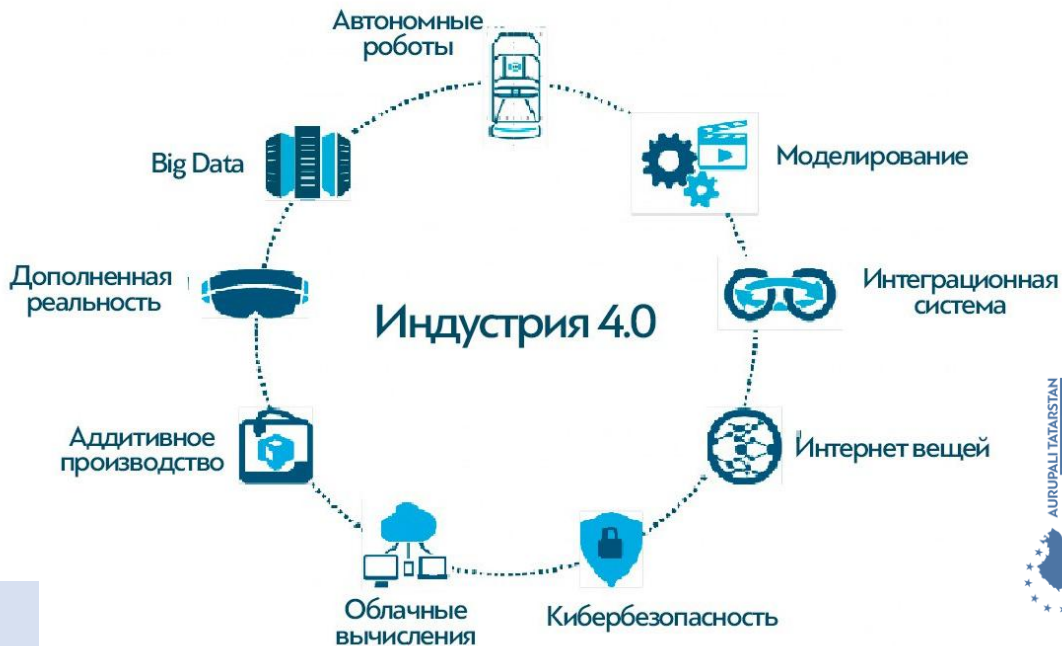 Автономные
роботы
Big Data
Моделирование
Дополненная
реальность
Интеграционная
система
Индустрия 4.0
Аддитивное
производство
Интернет вещей
Облачные
вычисления
Кибербезопасность
AURUPALI TATARSTAN